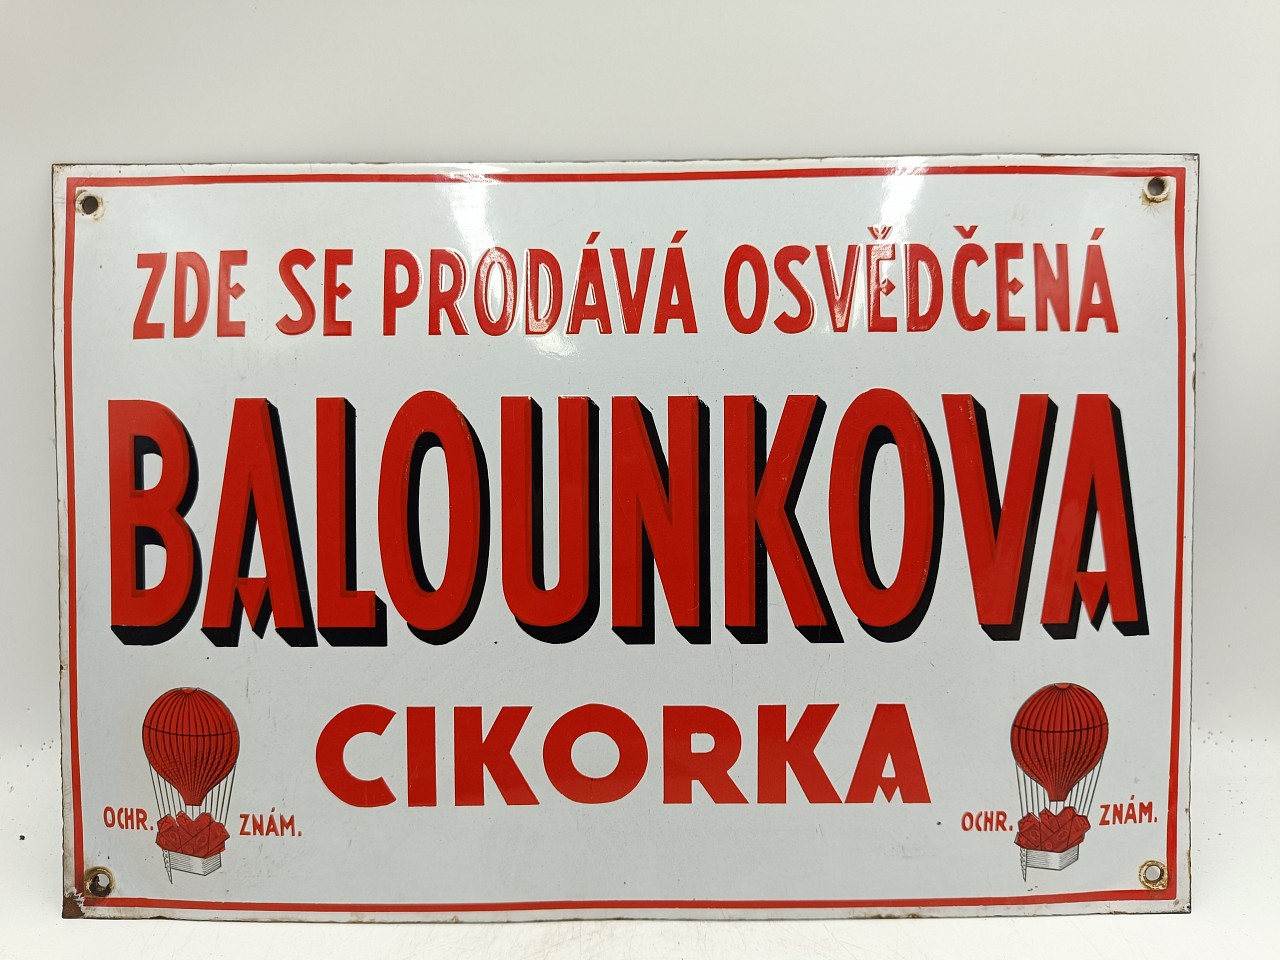 ZDE SE PRODÁVÁ OSVĚDČENÁ
BALOUNKOVA
CIKORKA
OCHR. ZNÁM.
OCHR. ZNÁM.